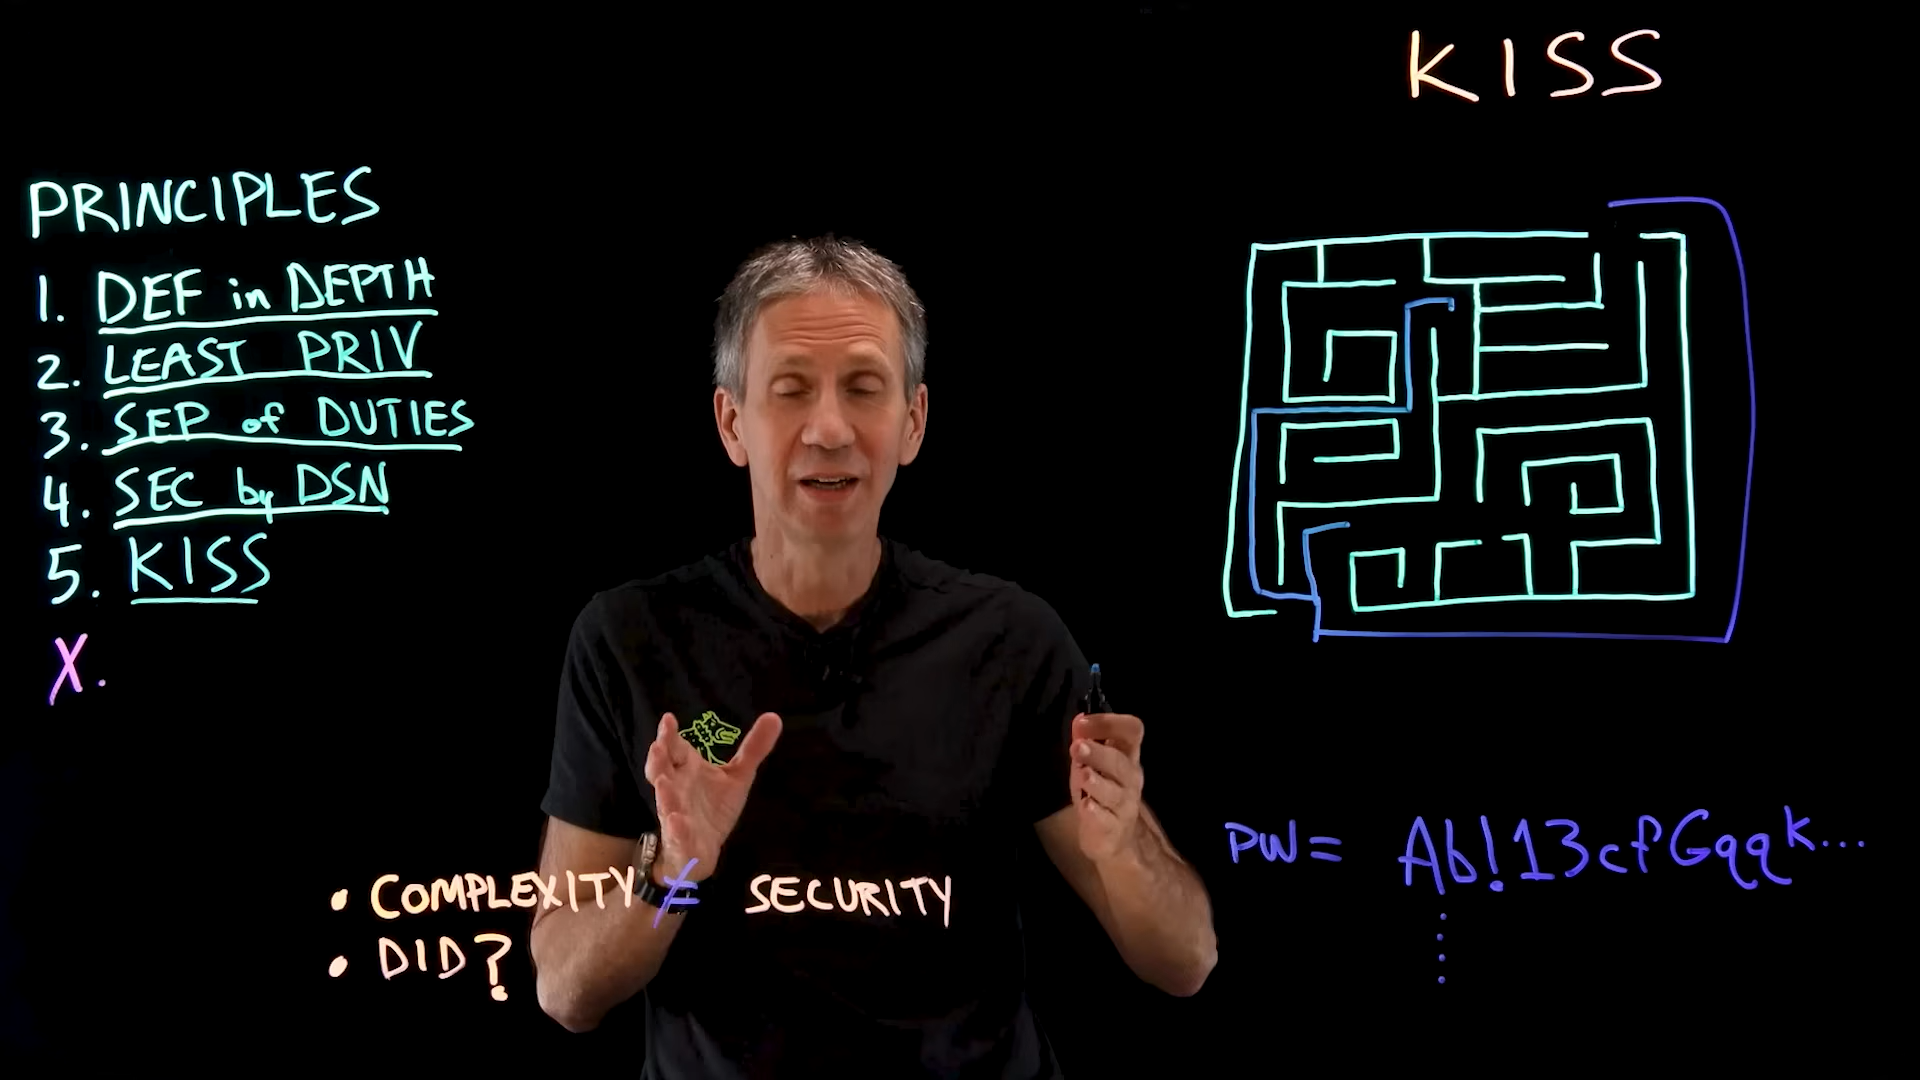 KISS
PRINCIPLES
1. DEF in DEPTH
2. LEAST PRIV
3. SEP of DUTIES
4. SEC by DSN
5. KISS
X.
PW = Ab!13cfGqqk...
• COMPLEXITY ≠ SECURITY
• DID?